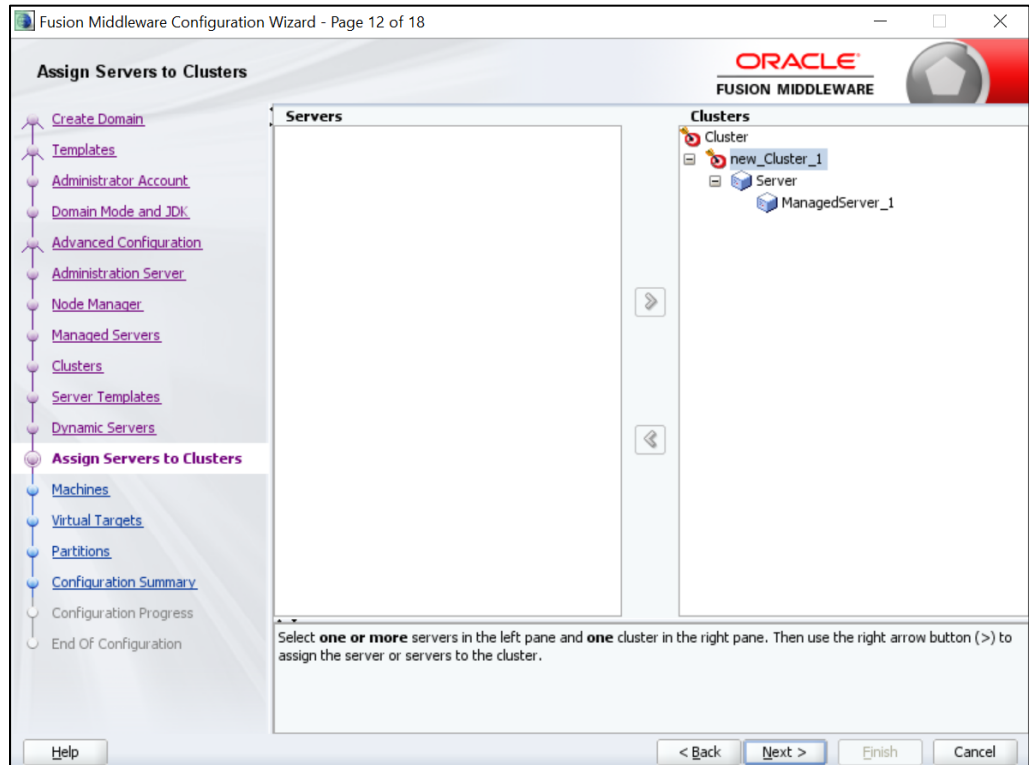 Fusion Middleware Configuration Wizard - Page 12 of 18
Assign Servers to Clusters
ORACLE
FUSION MIDDLEWARE
Create Domain
Templates
Administrator Account
Domain Mode and JDK
Advanced Configuration
Administration Server
Node Manager
Managed Servers
Clusters
Server Templates
Dynamic Servers
Assign Servers to Clusters
Machines
Virtual Targets
Partitions
Configuration Summary
Configuration Progress
End Of Configuration
Servers
Clusters
Cluster
new_Cluster_1
Server
ManagedServer_1
Select one or more servers in the left pane and one cluster in the right pane. Then use the right arrow button (>) to
assign the server or servers to the cluster.
Help
< Back
Next >
Finish
Cancel